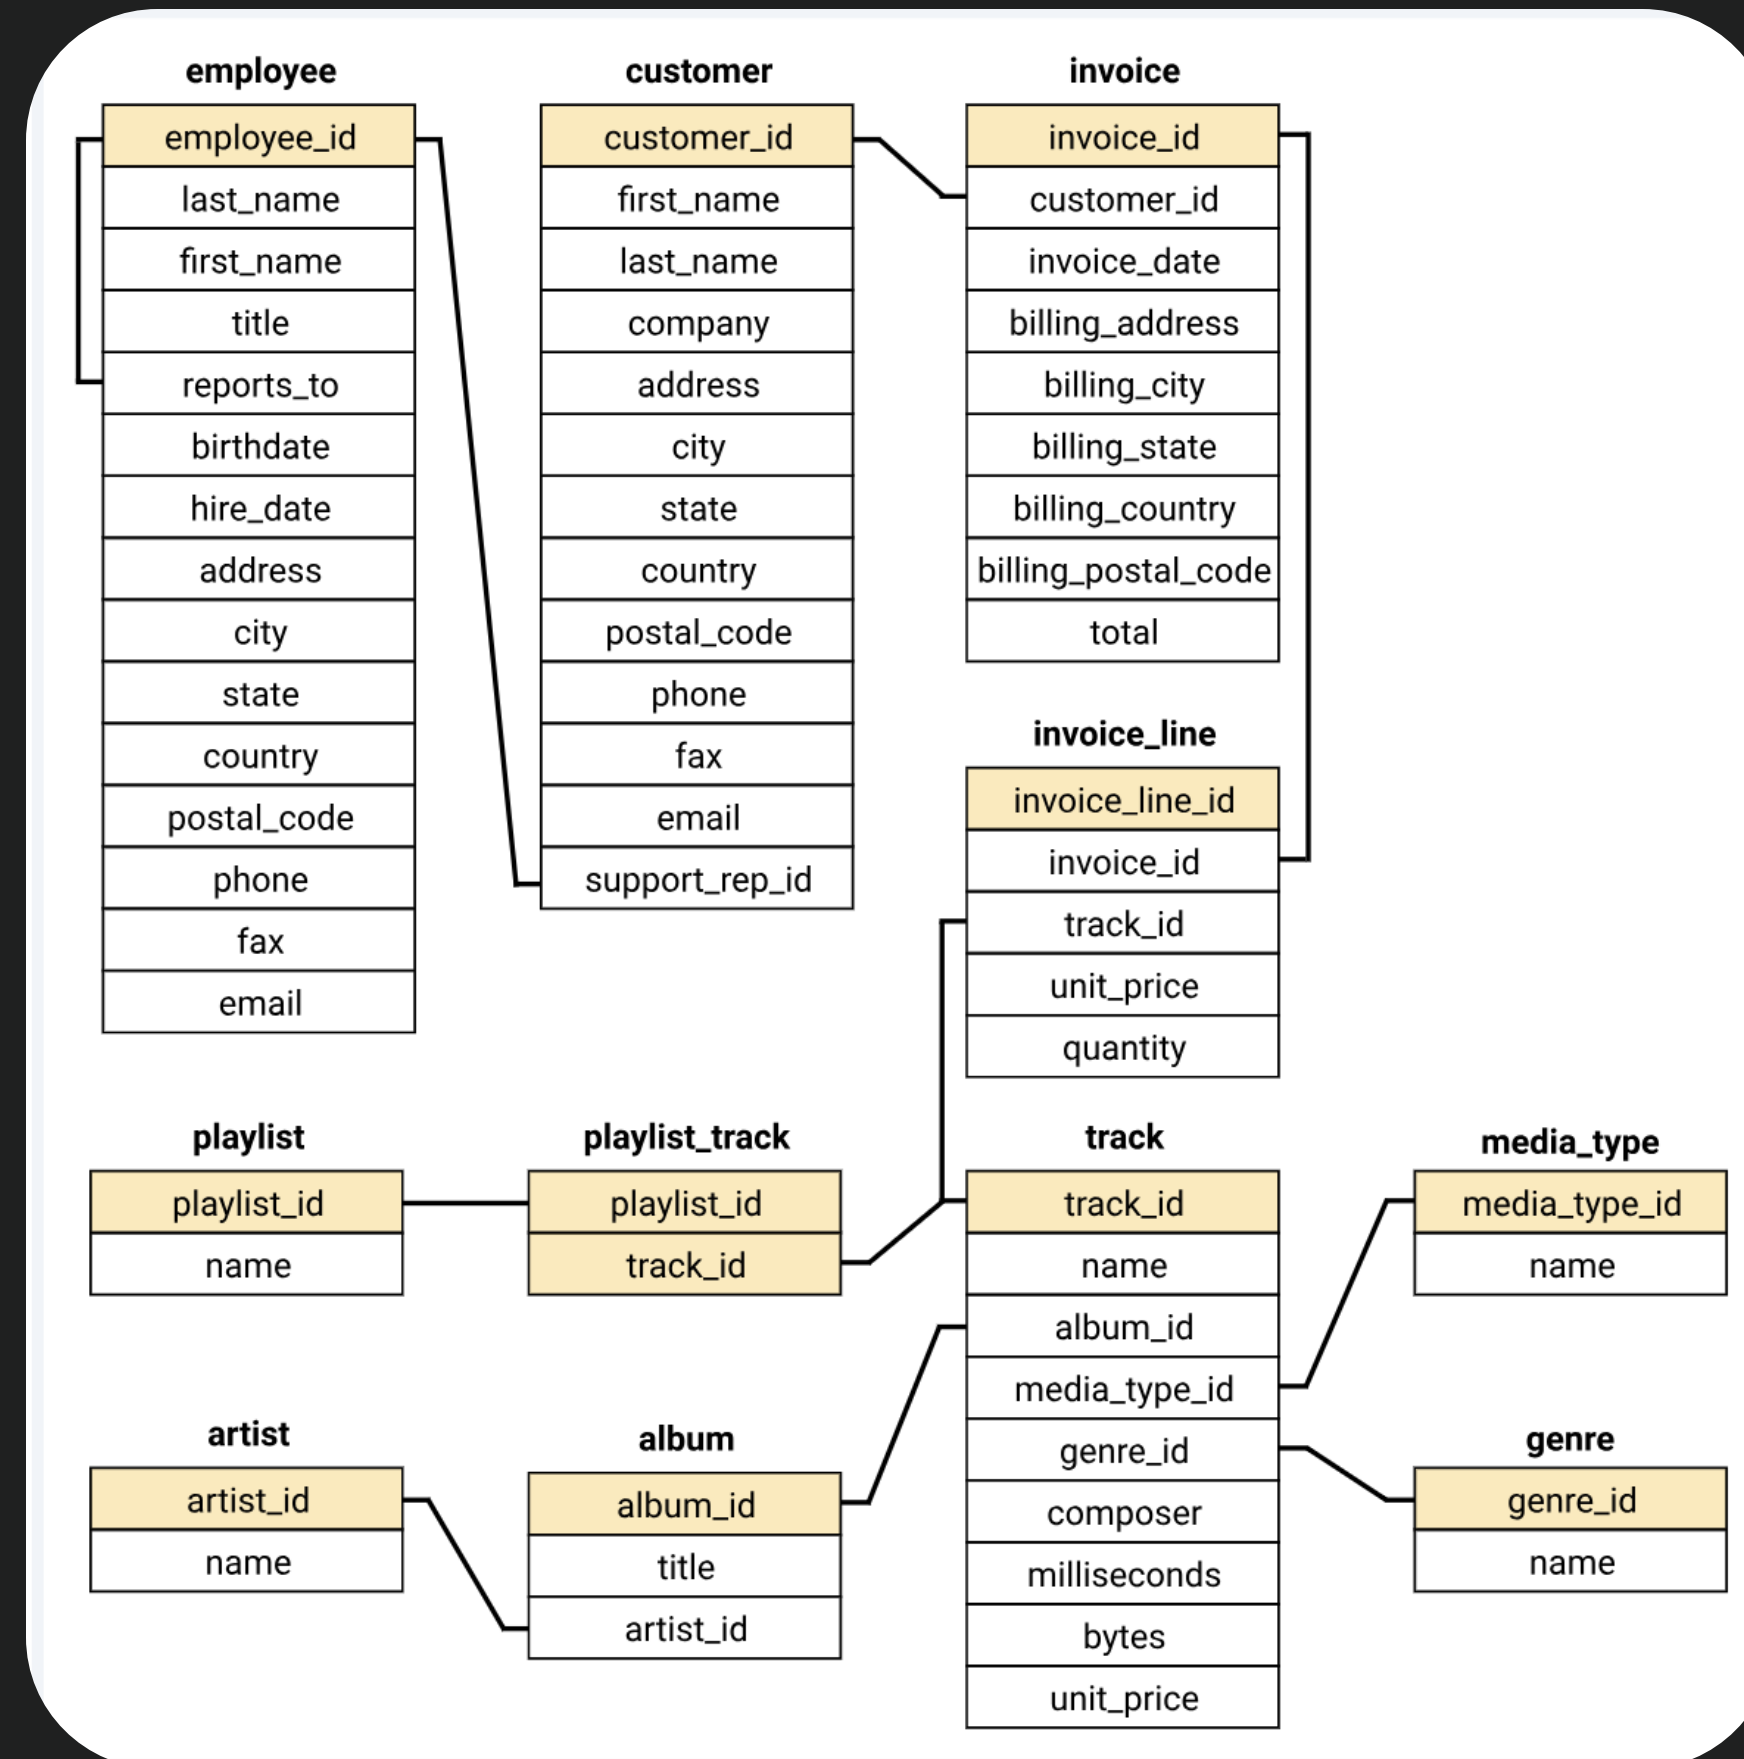 employee
employee_id
last_name
first_name
title
reports_to
birthdate
hire_date
address
city
state
country
postal_code
phone
fax
email
customer
customer_id
first_name
last_name
company
address
city
state
country
postal_code
phone
fax
email
support_rep_id
invoice
invoice_id
customer_id
invoice_date
billing_address
billing_city
billing_state
billing_country
billing_postal_code
total
invoice_line
invoice_line_id
invoice_id
track_id
unit_price
quantity
playlist
playlist_id
name
playlist_track
playlist_id
track_id
track
track_id
name
album_id
media_type_id
genre_id
composer
milliseconds
bytes
unit_price
media_type
media_type_id
name
artist
artist_id
name
album
album_id
title
artist_id
genre
genre_id
name